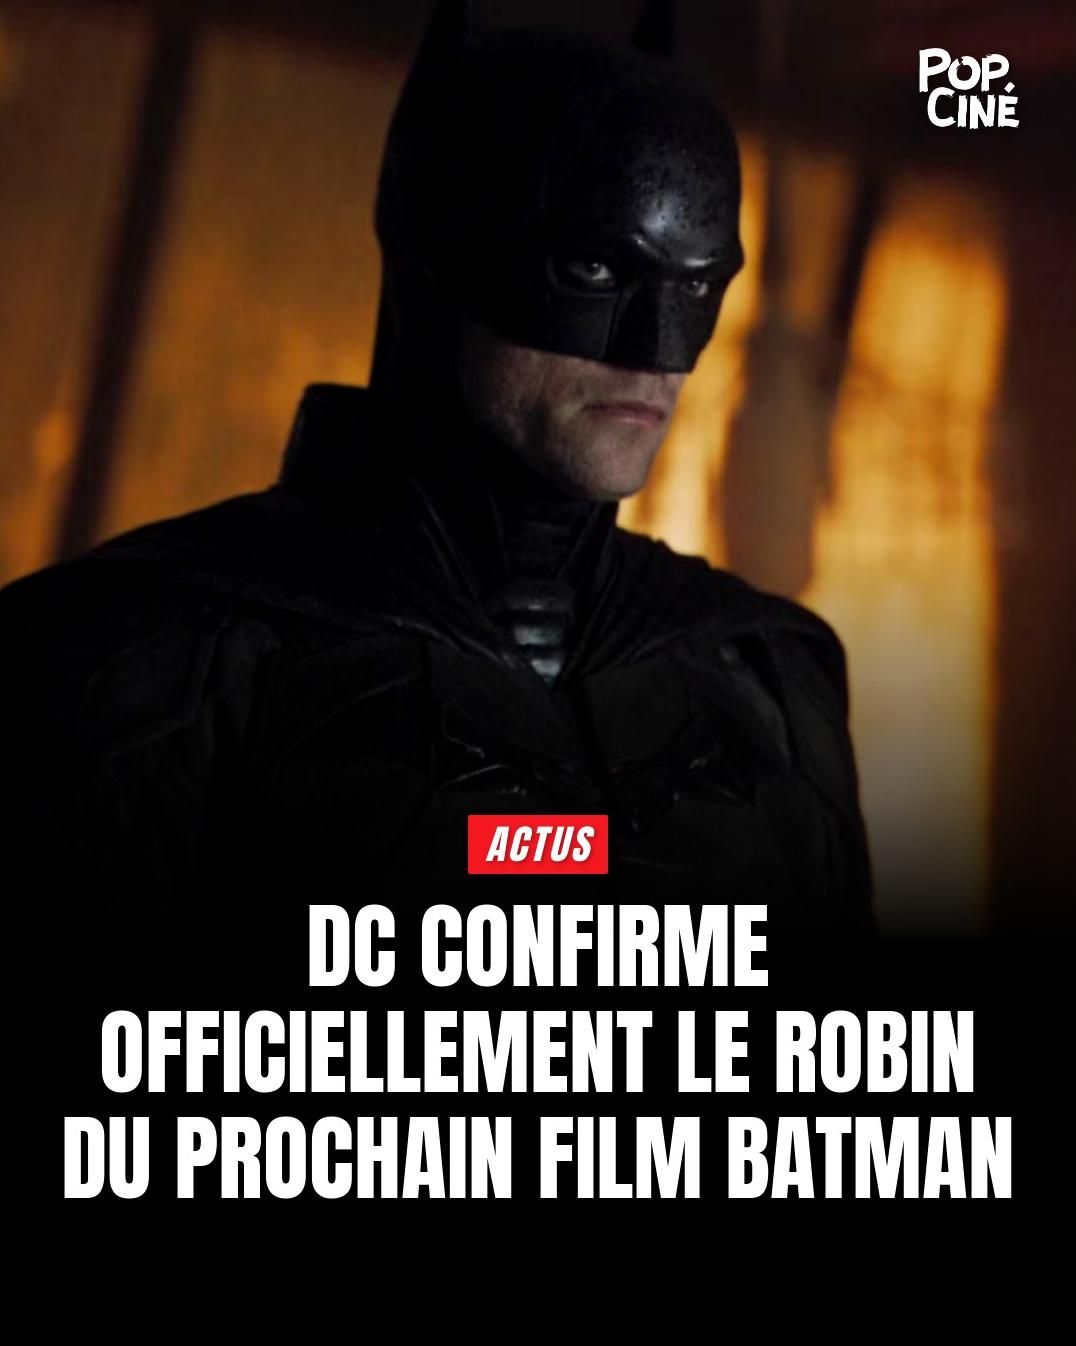 POP.
CINÉ
ACTUS
DC CONFIRME
OFFICIELLEMENT LE ROBIN
DU PROCHAIN FILM BATMAN